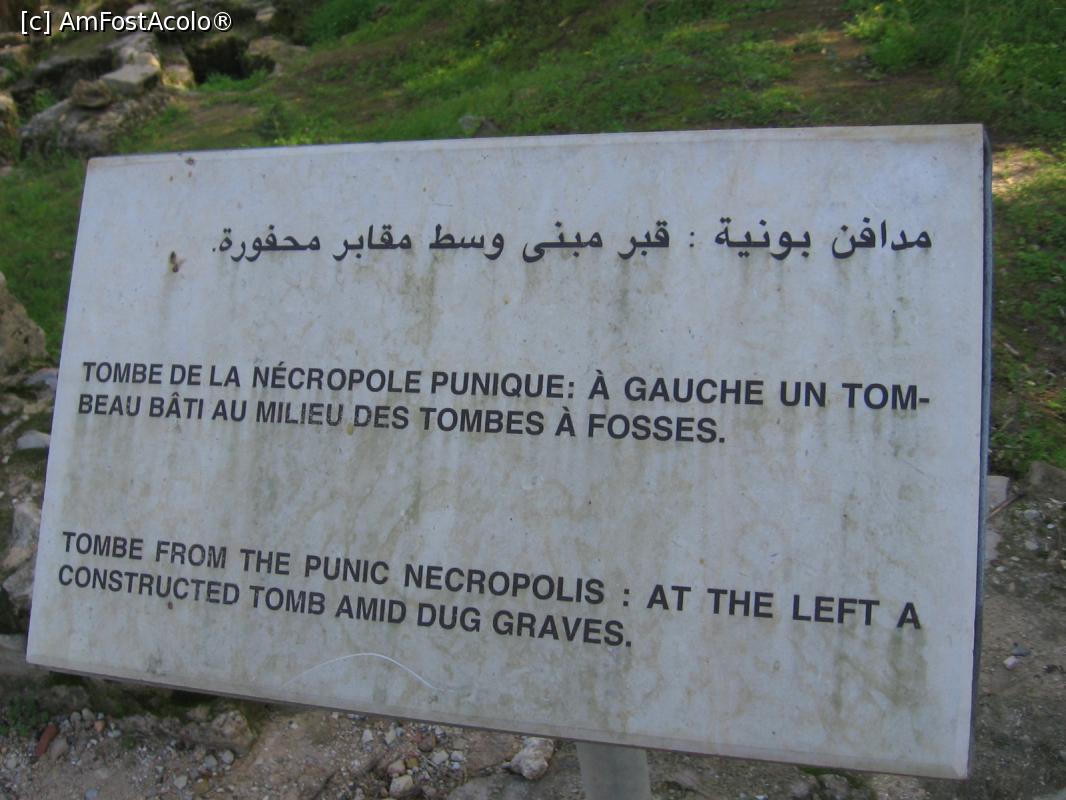 [c] AmFostAcolo®
مدافن بونية : قبر مبنى وسط مقابر محفورة.
TOMBE DE LA NÉCROPOLE PUNIQUE: À GAUCHE UN TOM-
BEAU BÂTI AU MILIEU DES TOMBES À FOSSES.
TOMBE FROM THE PUNIC NECROPOLIS : AT THE LEFT A
CONSTRUCTED TOMB AMID DUG GRAVES.